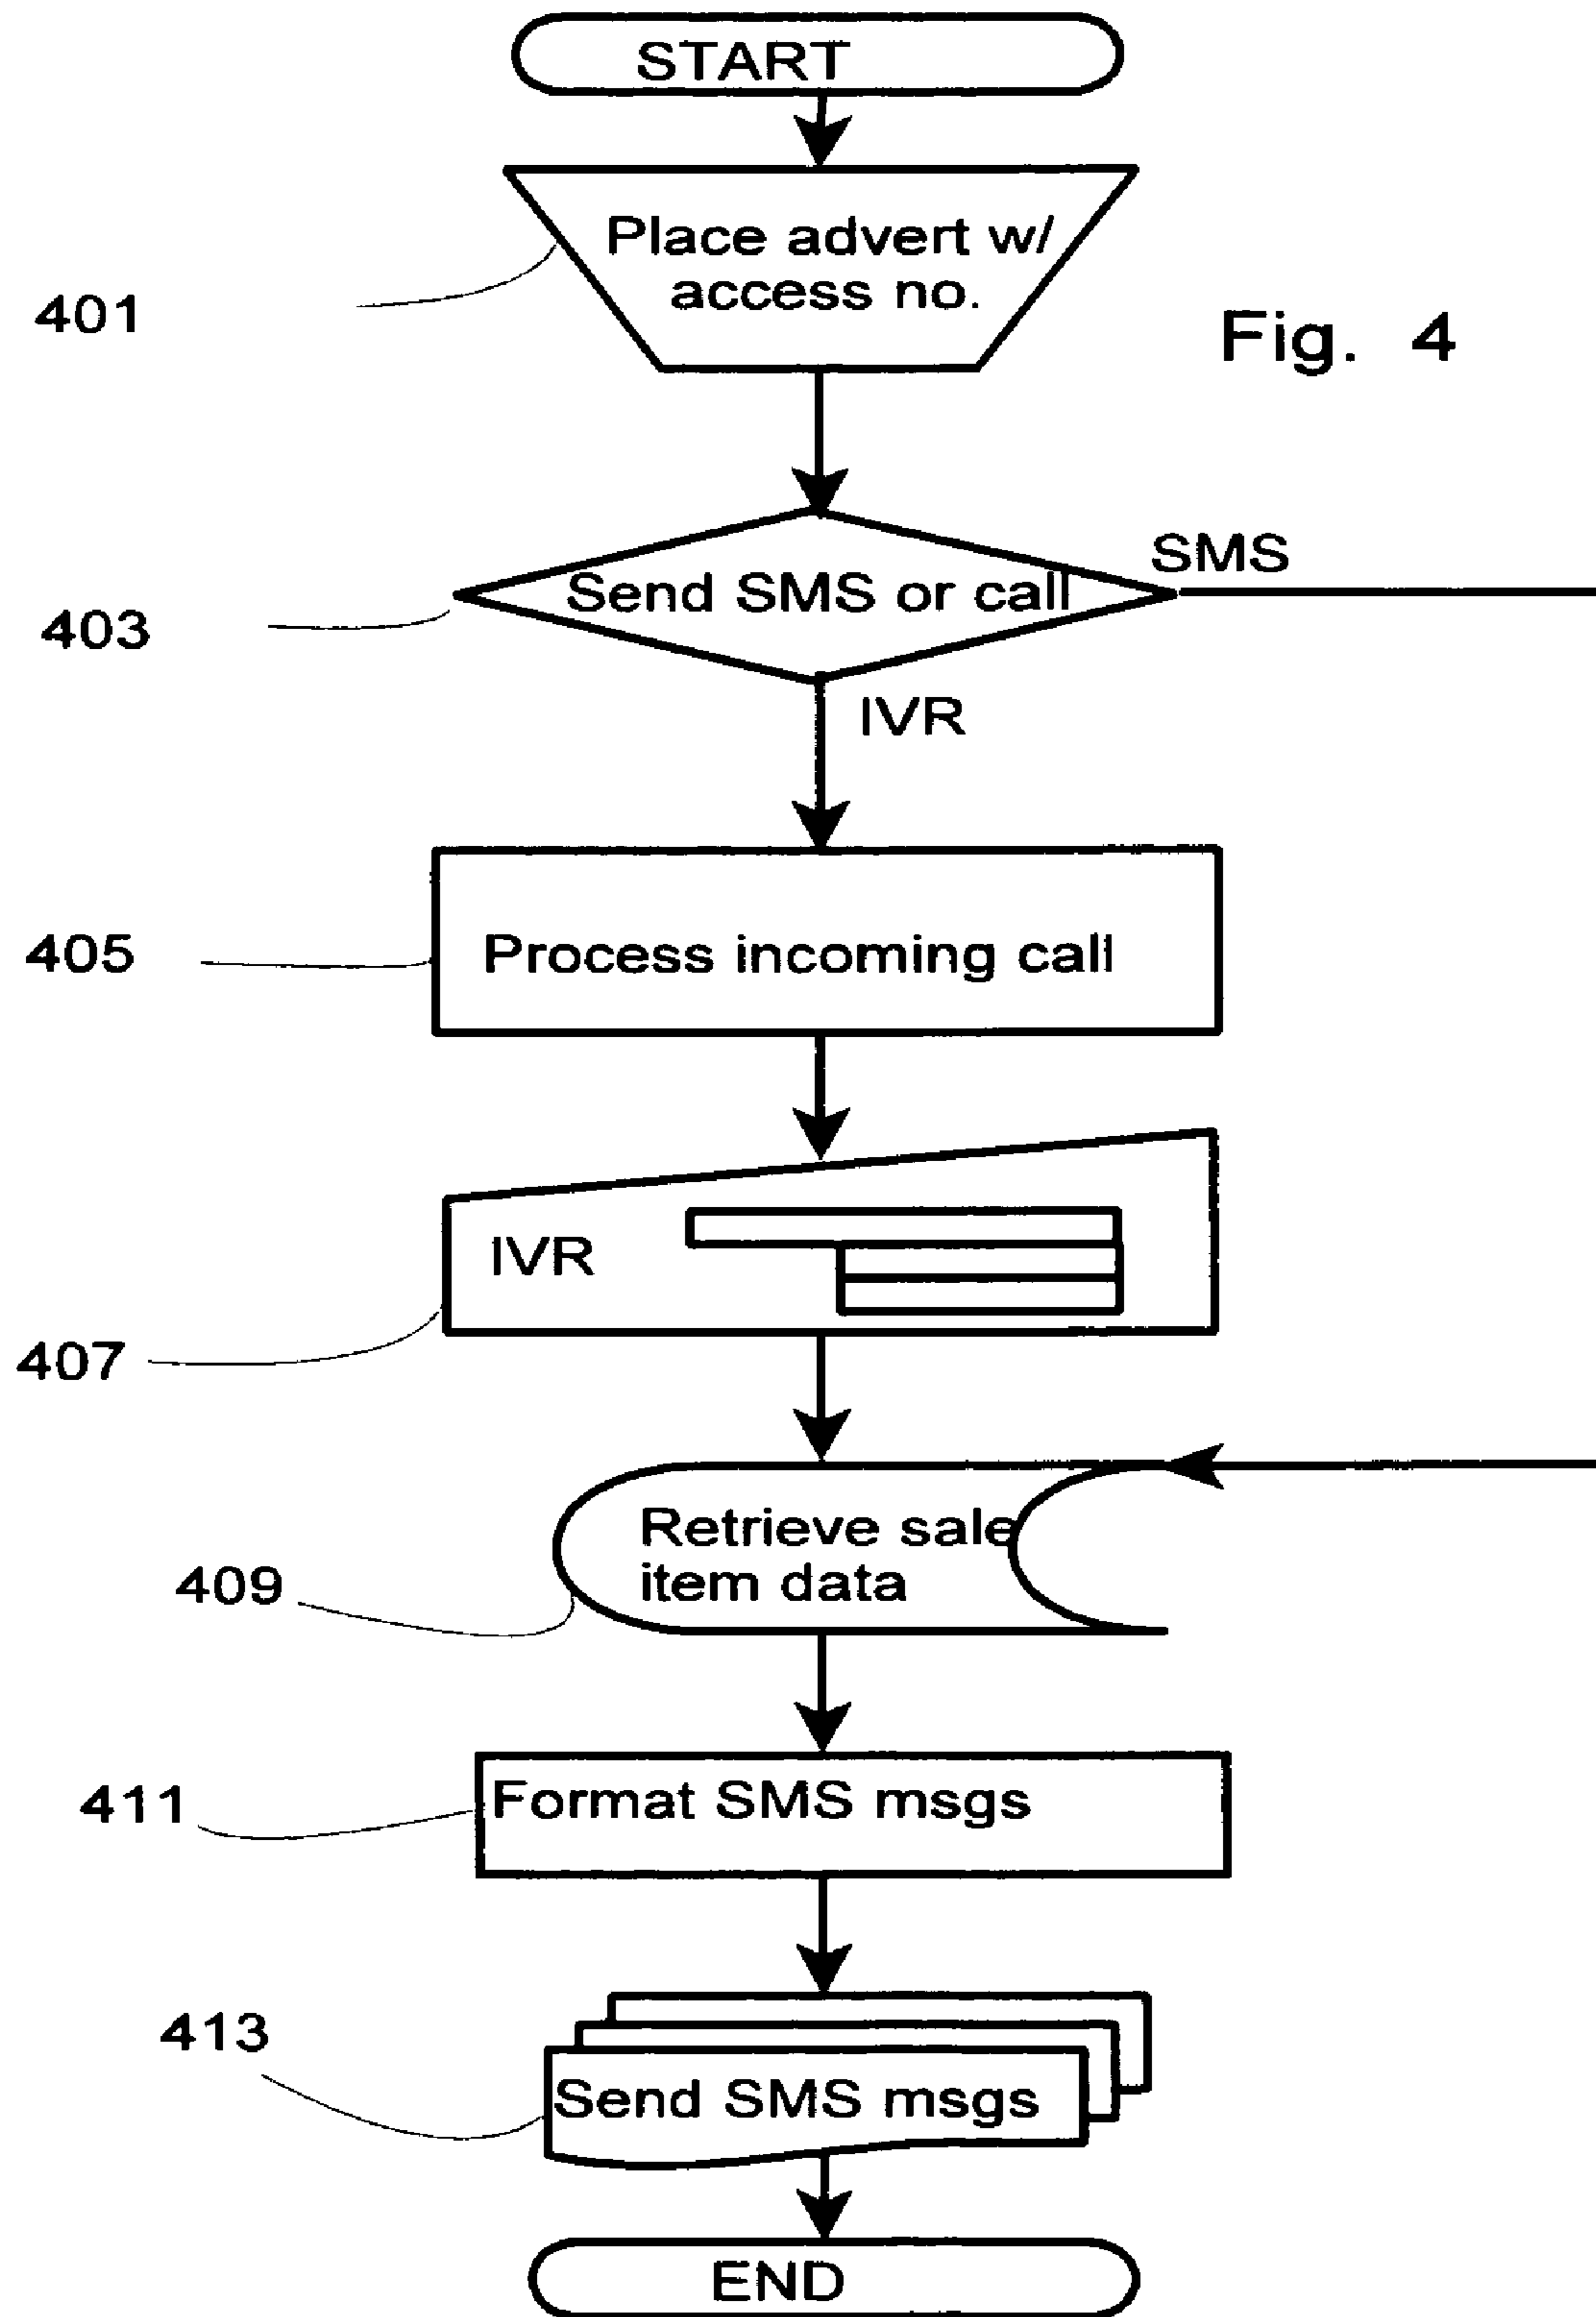 START
Place advert w/
access no.
401
Fig. 4
SMS
Send SMS or call
403
IVR
405
Process incoming call
IVR
407
Retrieve sale
item data
409
Format SMS msgs
411
413
Send SMS msgs
END